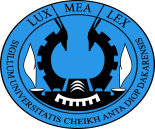 LUX MEA LEX
SIGILLUM UNIVERSITATIS CHEIKH ANTA DIOP DAKARENSIS